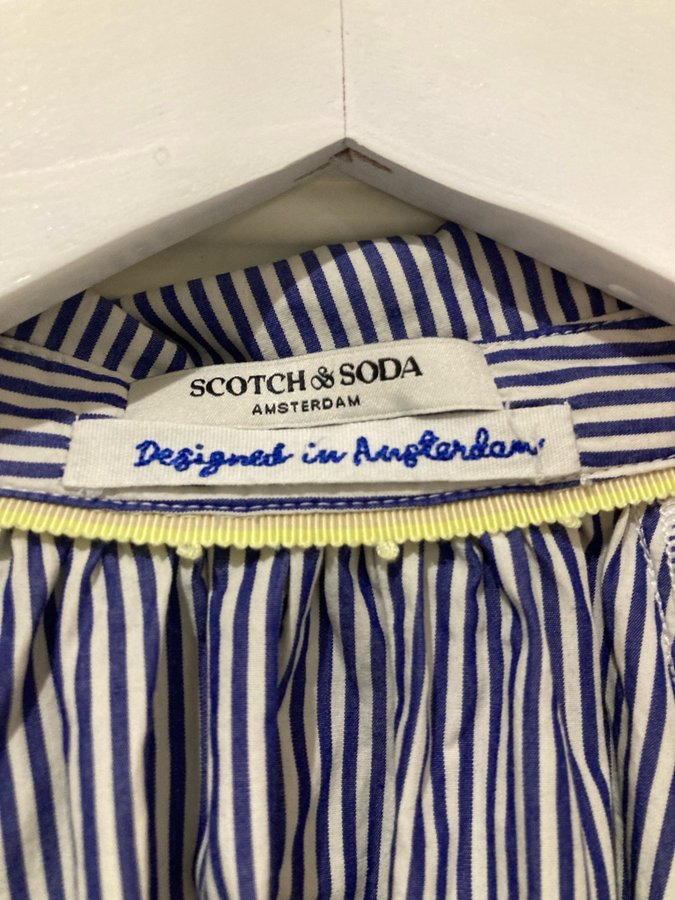 SCOTCH & SODA
AMSTERDAM
Designed in Amsterdam